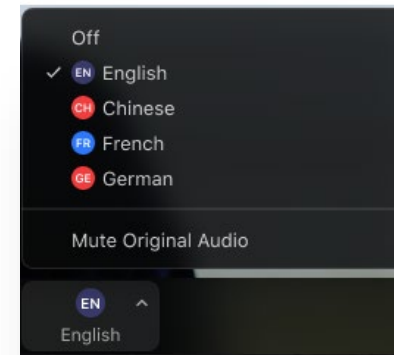 Off
EN English
CH Chinese
FR French
GE German
Mute Original Audio
EN
English